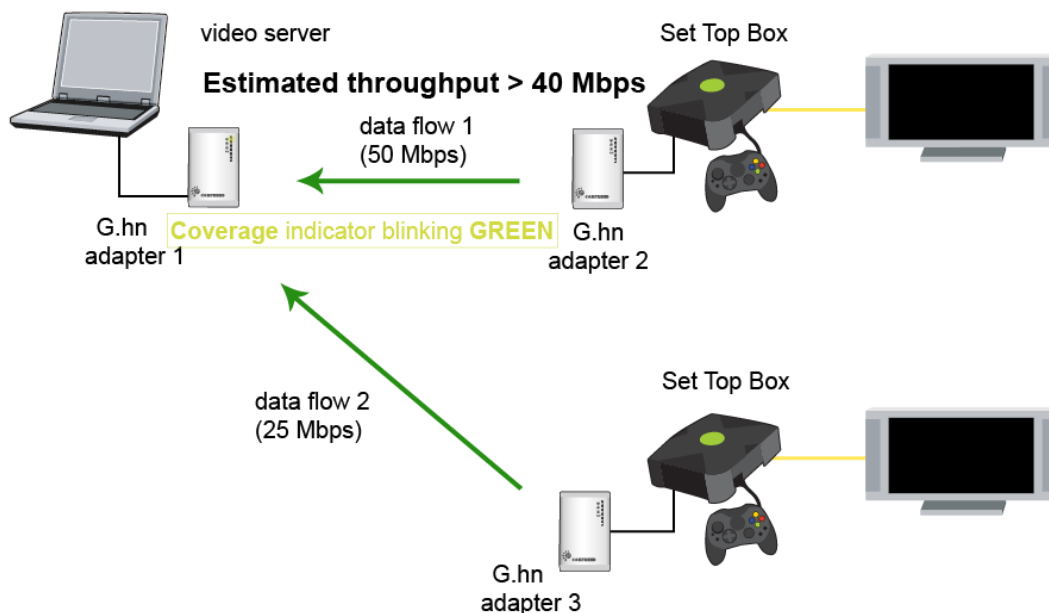 video server
Set Top Box
Estimated throughput > 40 Mbps
data flow 1
(50 Mbps)
G.hn
adapter 1
Coverage indicator blinking GREEN
G.hn
adapter 2
data flow 2
(25 Mbps)
Set Top Box
G.hn
adapter 3